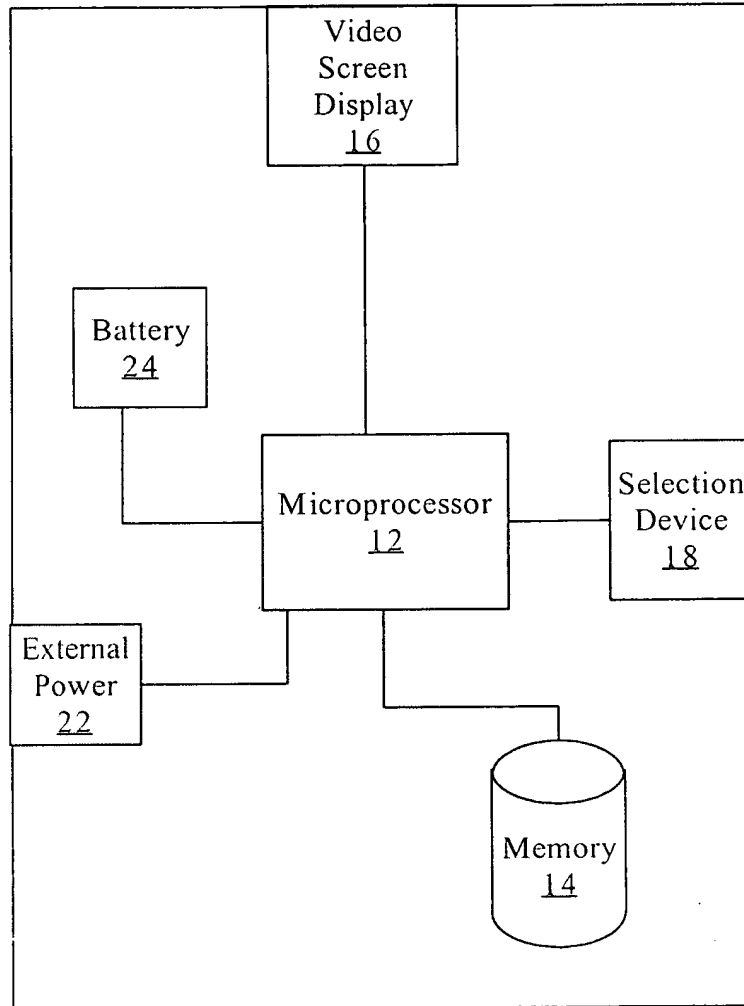 Video
Screen
Display
16
Battery
24
Microprocessor
12
Selection
Device
18
External
Power
22
Memory
14